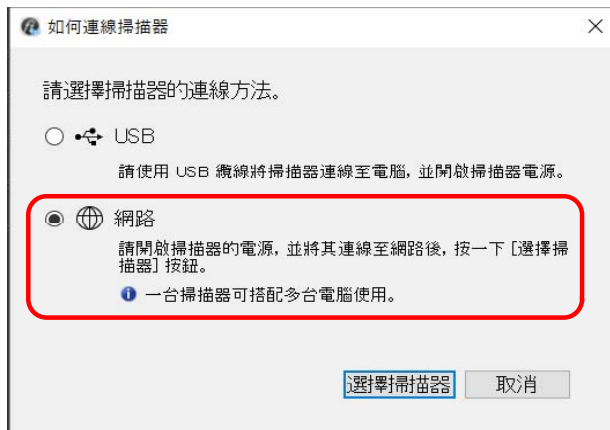 如何連線掃描器
請選擇掃描器的連線方法。
USB
請使用 USB 纜線將掃描器連線至電腦, 並開啟掃描器電源。
網路
請開啟掃描器的電源, 並將其連線至網路後, 按一下 [選擇掃
描器] 按鈕。
一台掃描器可搭配多台電腦使用。
選擇掃描器
取消